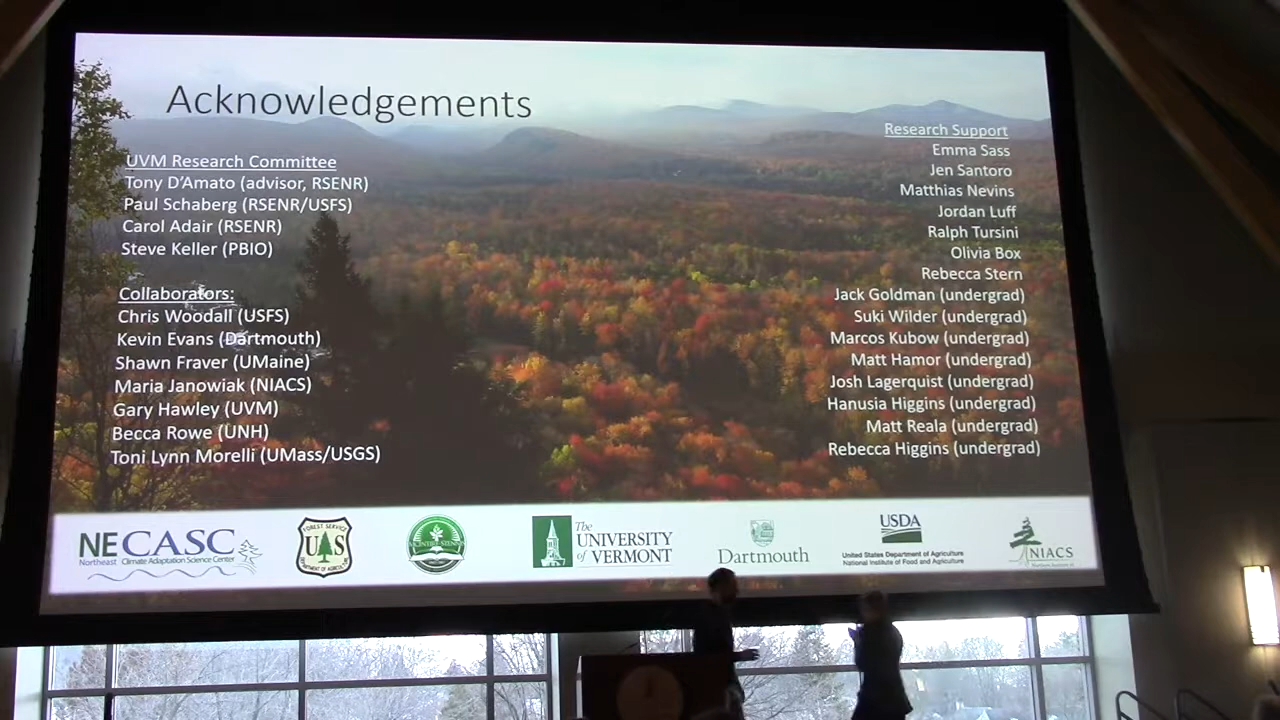 Acknowledgements
UVM Research Committee
Tony D'Amato (advisor, RSENR)
Paul Schaberg (RSENR/USFS)
Carol Adair (RSENR)
Steve Keller (PBIO)
Collaborators:
Chris Woodall (USFS)
Kevin Evans (Dartmouth)
Shawn Fraver (UMaine)
Maria Janowiak (NIACS)
Gary Hawley (UVM)
Becca Rowe (UNH)
Toni Lynn Morelli (UMass/USGS)
Research Support
Emma Sass
Jen Santoro
Matthias Nevins
Jordan Luff
Ralph Tursini
Olivia Box
Rebecca Stern
Jack Goldman (undergrad)
Suki Wilder (undergrad)
Marcos Kubow (undergrad)
Matt Hamor (undergrad)
Josh Lagerquist (undergrad)
Hanusia Higgins (undergrad)
Matt Reala (undergrad)
Rebecca Higgins (undergrad)
NECASC
Northeast Climate Adaptation Science Center
FOREST SERVICE
U S
DEPARTMENT OF AGRICULTURE
The
UNIVERSITY
of VERMONT
Dartmouth
USDA
United States Department of Agriculture
National Institute of Food and Agriculture
NIACS